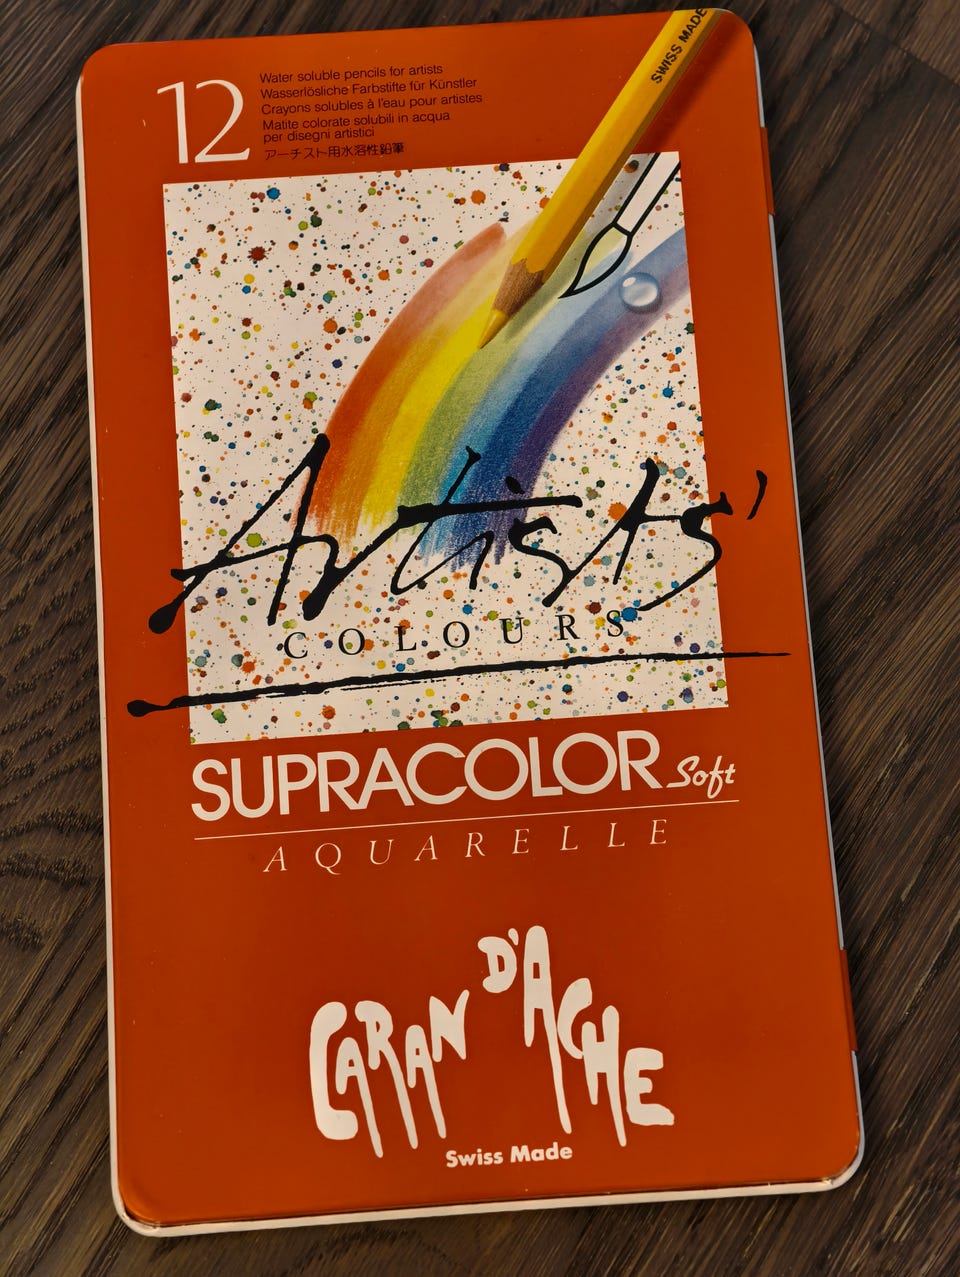 SWISS MADE
12
Water soluble pencils for artists
Wasserlösliche Farbstifte für Künstler
Crayons solubles à l'eau pour artistes
Matite colorate solubili in acqua
per disegni artistici
アーチスト用水溶性鉛筆
Artists'
COLOURS
SUPRACOLOR Soft
AQUARELLE
CARAN D'ACHE
Swiss Made